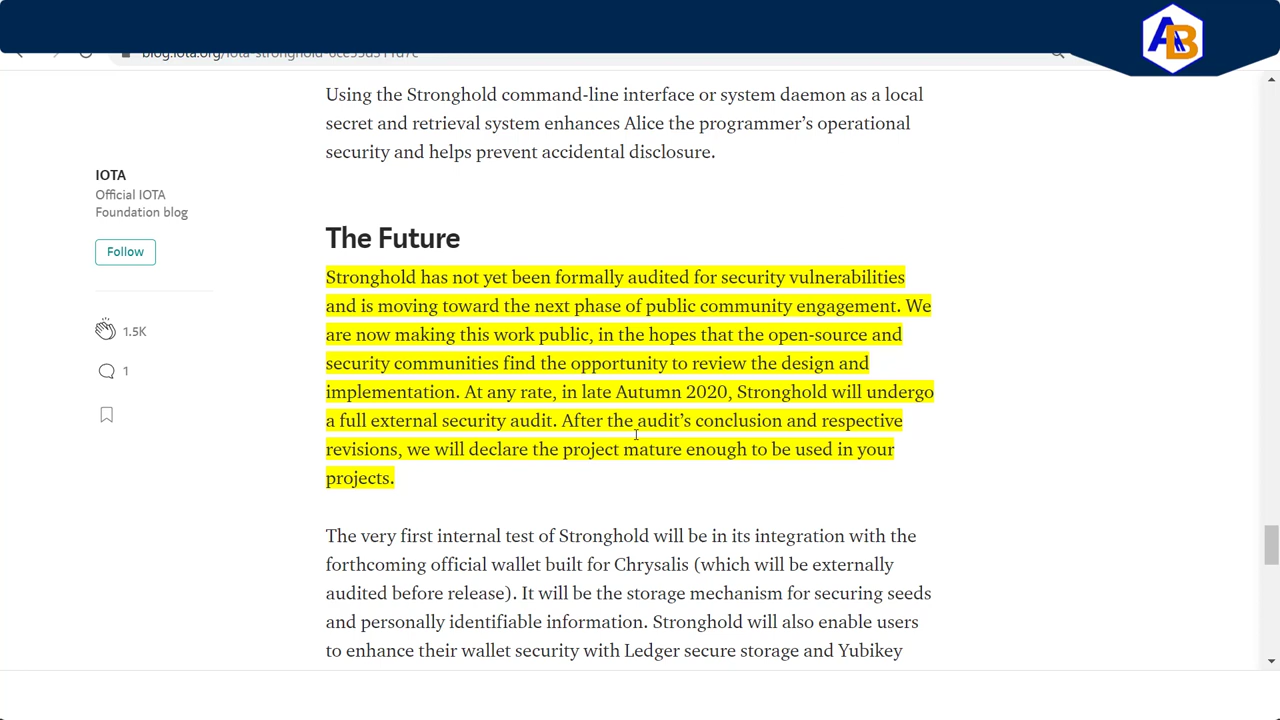 AB
Using the Stronghold command-line interface or system daemon as a local
secret and retrieval system enhances Alice the programmer’s operational
security and helps prevent accidental disclosure.
IOTA
Official IOTA
Foundation blog
Follow
1.5K
1
The Future
Stronghold has not yet been formally audited for security vulnerabilities
and is moving toward the next phase of public community engagement. We
are now making this work public, in the hopes that the open-source and
security communities find the opportunity to review the design and
implementation. At any rate, in late Autumn 2020, Stronghold will undergo
a full external security audit. After the audit’s conclusion and respective
revisions, we will declare the project mature enough to be used in your
projects.
The very first internal test of Stronghold will be in its integration with the
forthcoming official wallet built for Chrysalis (which will be externally
audited before release). It will be the storage mechanism for securing seeds
and personally identifiable information. Stronghold will also enable users
to enhance their wallet security with Ledger secure storage and Yubikey